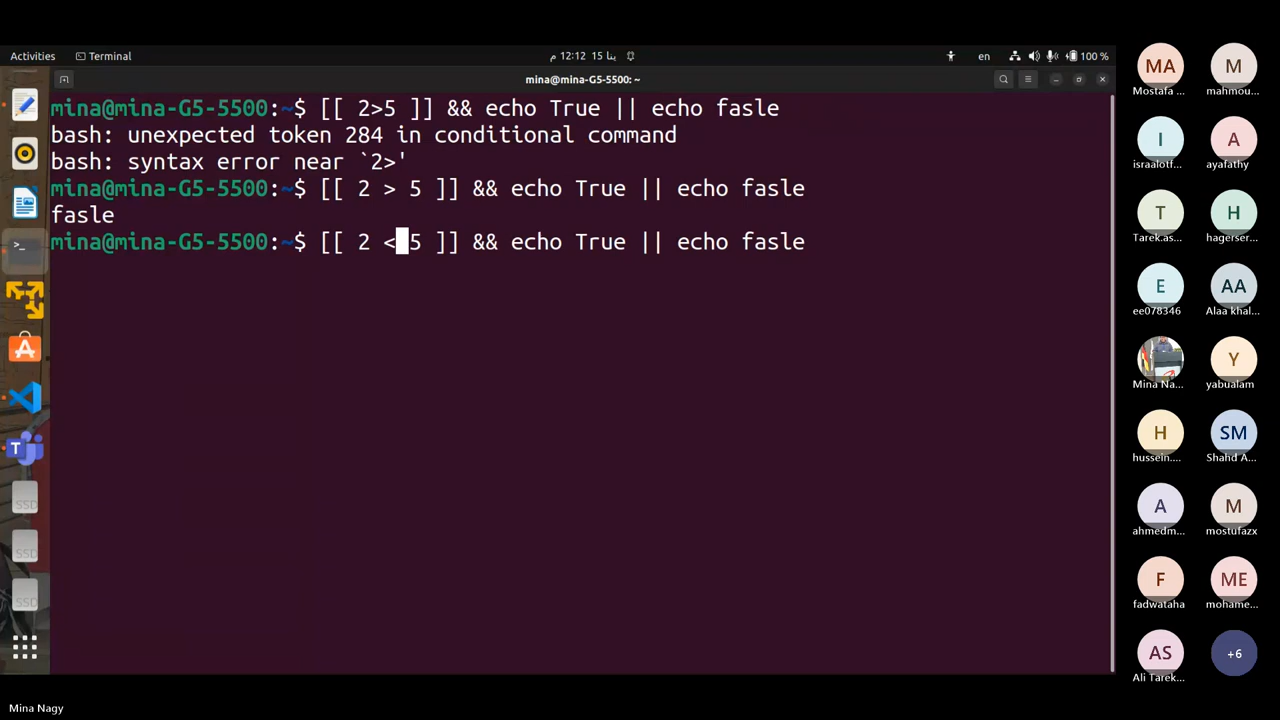 Activities
Terminal
م 12:12 15 ينا
en
100 %
mina@mina-G5-5500: ~
mina@mina-G5-5500:~$ [[ 2>5 ]] && echo True || echo fasle
bash: unexpected token 284 in conditional command
bash: syntax error near `2>'
mina@mina-G5-5500:~$ [[ 2 > 5 ]] && echo True || echo fasle
fasle
mina@mina-G5-5500:~$ [[ 2 < 5 ]] && echo True || echo fasle
>_
T
SSD
SSD
SSD
MA
Mostafa ...
M
mahmou...
I
israalotf...
A
ayafathy
T
Tarek.as...
H
hagerser...
E
ee078346
AA
Alaa khal...
Mina Na...
Y
yabualam
H
hussein....
SM
Shahd A...
A
ahmedm...
M
mostufazx
F
fadwataha
ME
mohame...
AS
Ali Tarek...
+6
Mina Nagy